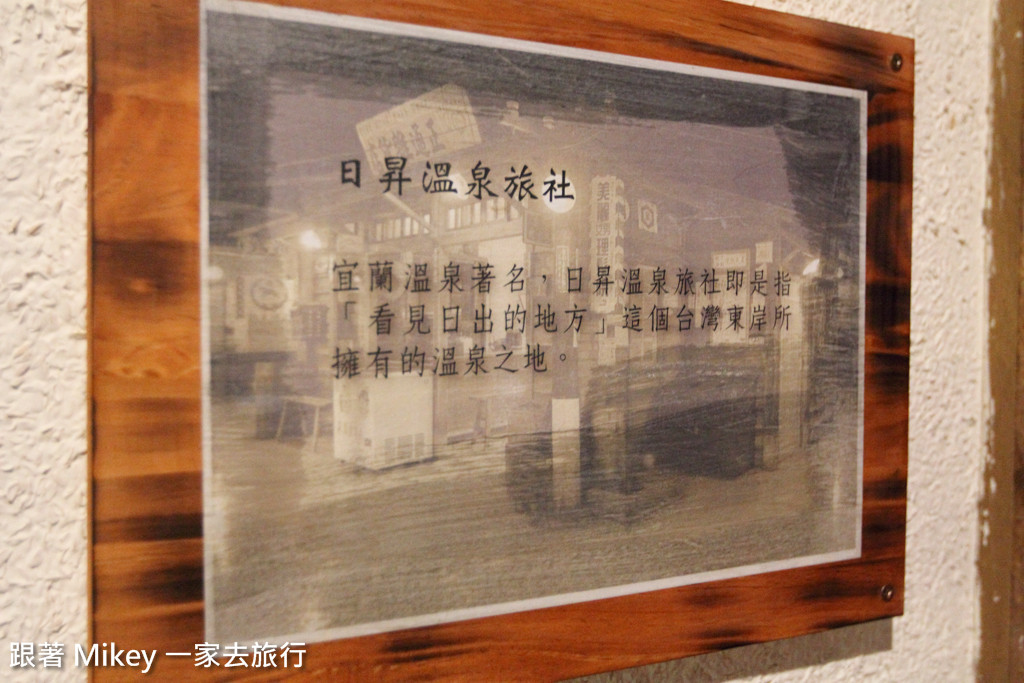 日昇溫泉旅社
宜蘭溫泉著名，日昇溫泉旅社即是指
「看見日出的地方」這個台灣東岸所
擁有的溫泉之地。
跟著 Mikey 一家去旅行